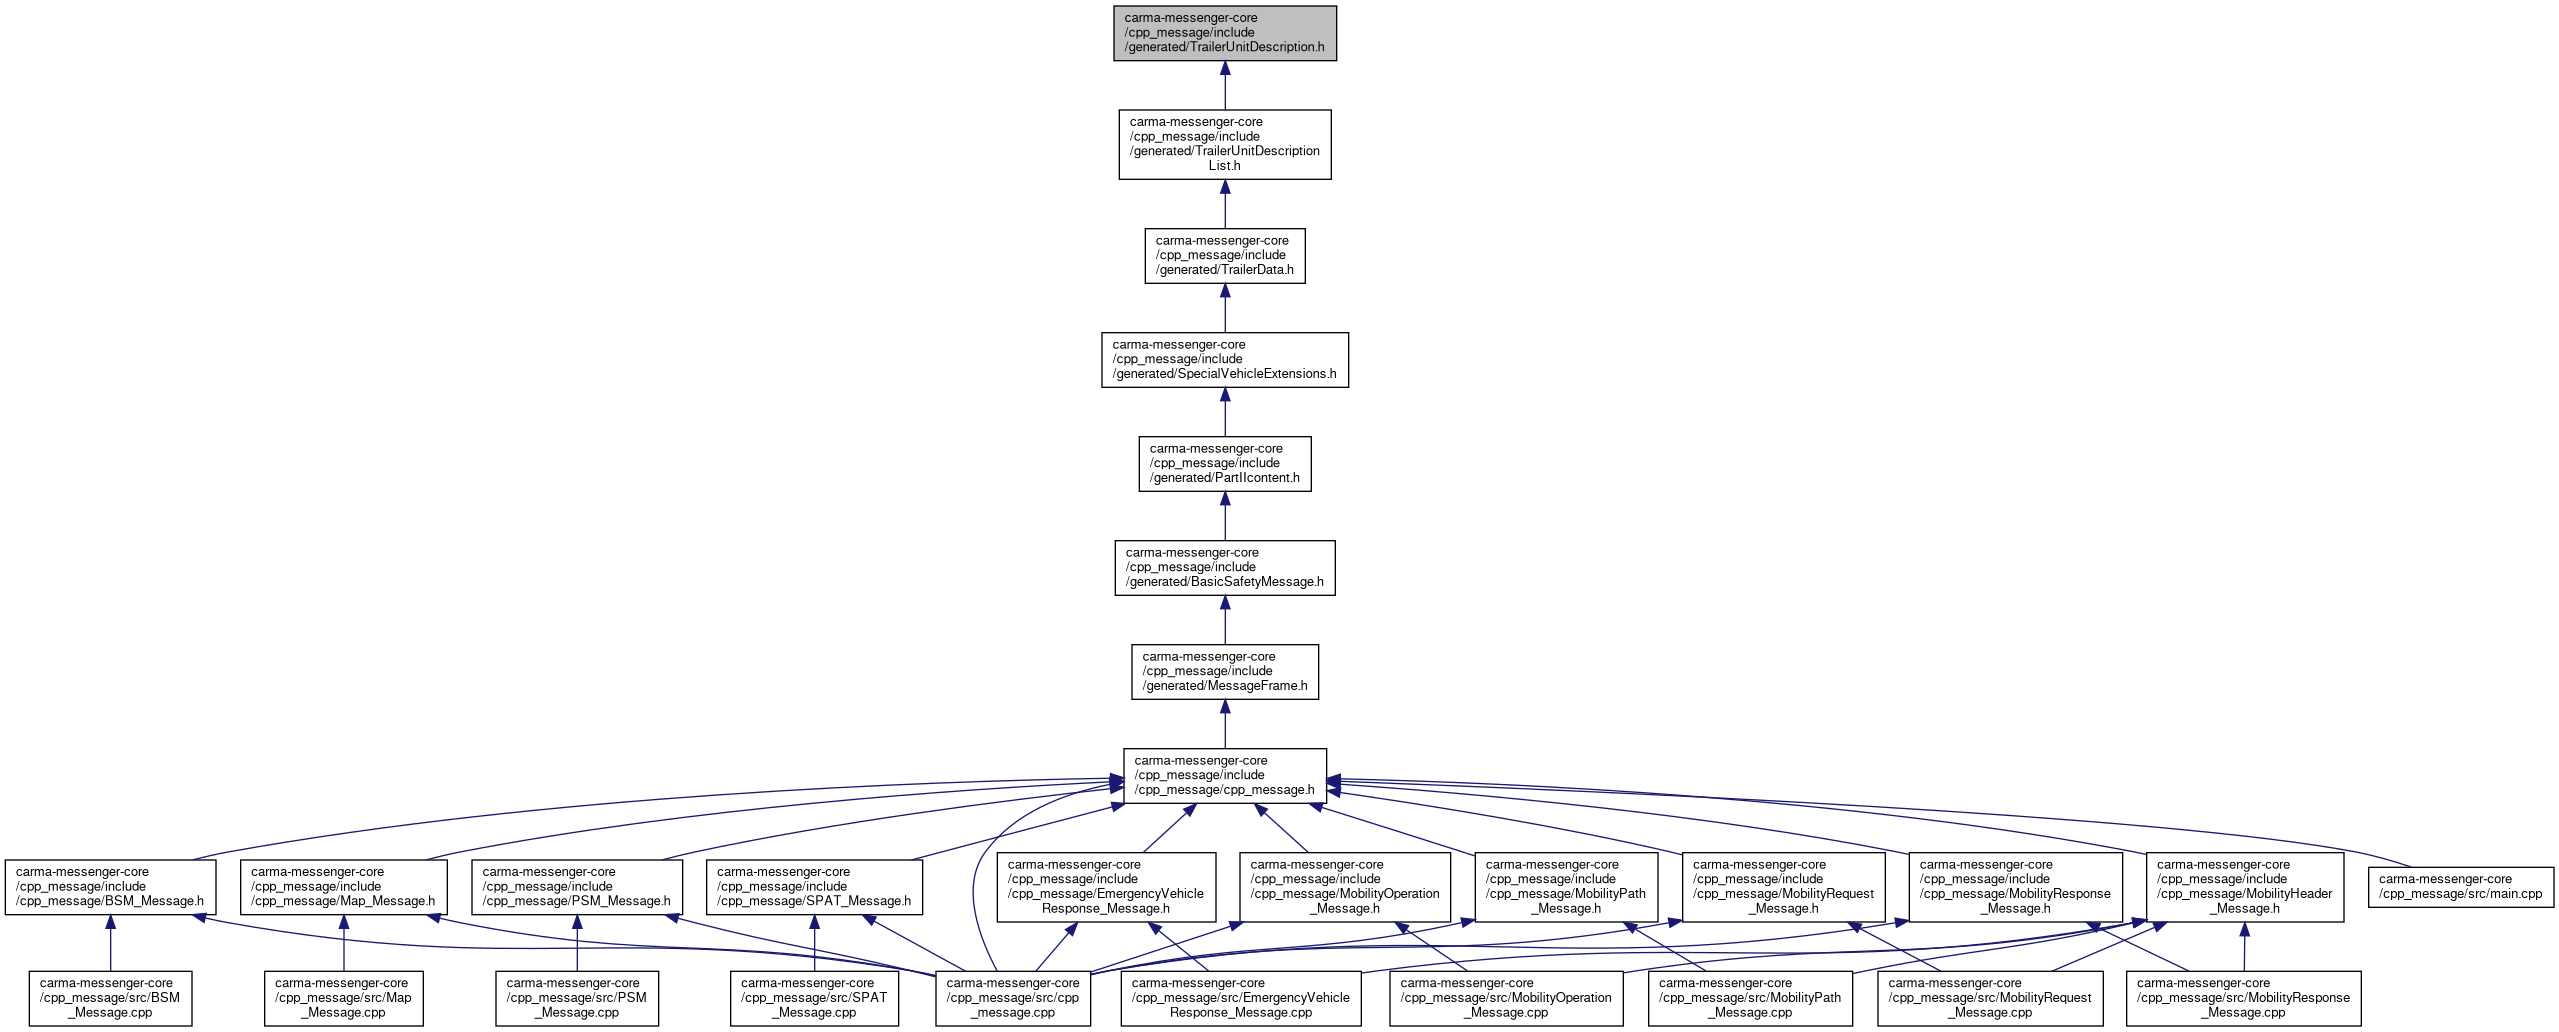 carma-messenger-core
/cpp_message/include
/generated/TrailerUnitDescription.h
carma-messenger-core
/cpp_message/include
/generated/TrailerUnitDescription
List.h
carma-messenger-core
/cpp_message/include
/generated/TrailerData.h
carma-messenger-core
/cpp_message/include
/generated/SpecialVehicleExtensions.h
carma-messenger-core
/cpp_message/include
/generated/PartIIcontent.h
carma-messenger-core
/cpp_message/include
/generated/BasicSafetyMessage.h
carma-messenger-core
/cpp_message/include
/generated/MessageFrame.h
carma-messenger-core
/cpp_message/include
/cpp_message/cpp_message.h
carma-messenger-core
/cpp_message/include
/cpp_message/BSM_Message.h
carma-messenger-core
/cpp_message/include
/cpp_message/Map_Message.h
carma-messenger-core
/cpp_message/include
/cpp_message/PSM_Message.h
carma-messenger-core
/cpp_message/include
/cpp_message/SPAT_Message.h
carma-messenger-core
/cpp_message/include
/cpp_message/EmergencyVehicle
Response_Message.h
carma-messenger-core
/cpp_message/include
/cpp_message/MobilityOperation
_Message.h
carma-messenger-core
/cpp_message/include
/cpp_message/MobilityPath
_Message.h
carma-messenger-core
/cpp_message/include
/cpp_message/MobilityRequest
_Message.h
carma-messenger-core
/cpp_message/include
/cpp_message/MobilityResponse
_Message.h
carma-messenger-core
/cpp_message/include
/cpp_message/MobilityHeader
_Message.h
carma-messenger-core
/cpp_message/src/main.cpp
carma-messenger-core
/cpp_message/src/BSM
_Message.cpp
carma-messenger-core
/cpp_message/src/Map
_Message.cpp
carma-messenger-core
/cpp_message/src/PSM
_Message.cpp
carma-messenger-core
/cpp_message/src/SPAT
_Message.cpp
carma-messenger-core
/cpp_message/src/cpp
_message.cpp
carma-messenger-core
/cpp_message/src/EmergencyVehicle
Response_Message.cpp
carma-messenger-core
/cpp_message/src/MobilityOperation
_Message.cpp
carma-messenger-core
/cpp_message/src/MobilityPath
_Message.cpp
carma-messenger-core
/cpp_message/src/MobilityRequest
_Message.cpp
carma-messenger-core
/cpp_message/src/MobilityResponse
_Message.cpp